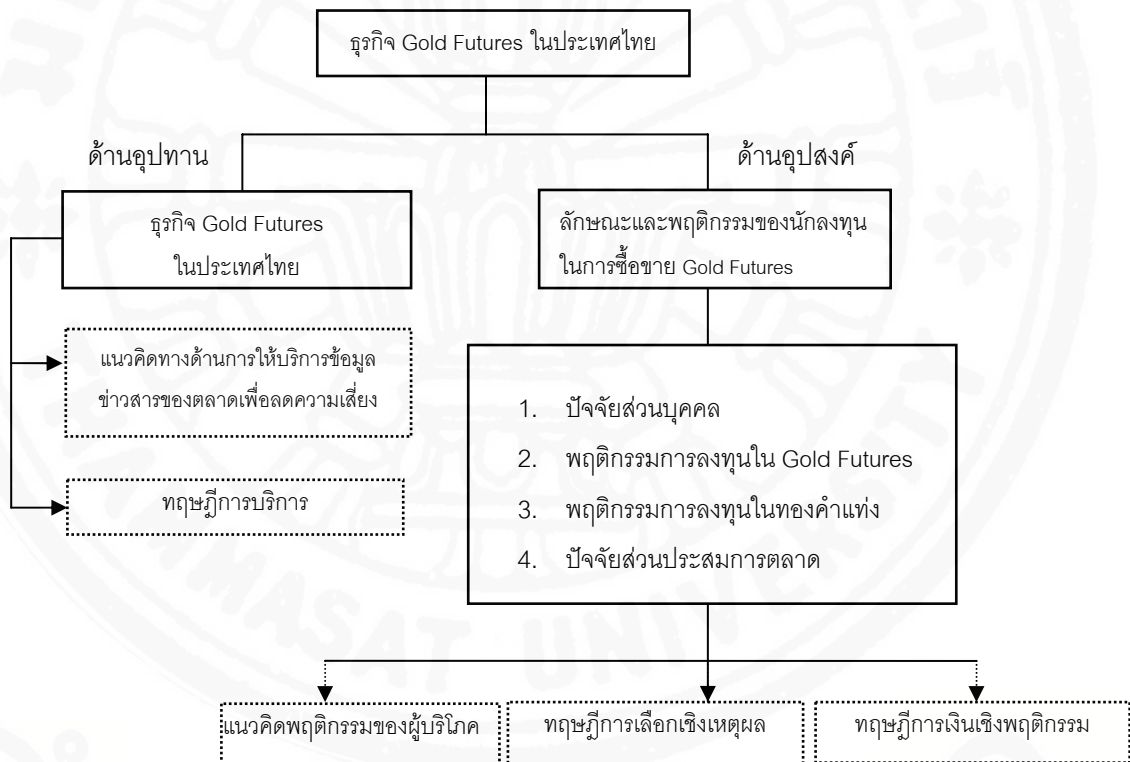 ธุรกิจ Gold Futures ในประเทศไทย
ด้านอุปทาน
ด้านอุปสงค์
ธุรกิจ Gold Futures
ในประเทศไทย
ลักษณะและพฤติกรรมของนักลงทุน
ในการซื้อขาย Gold Futures
แนวคิดทางด้านการให้บริการข้อมูล
ข่าวสารของตลาดเพื่อลดความเสี่ยง
ทฤษฎีการบริการ
1. ปัจจัยส่วนบุคคล
2. พฤติกรรมการลงทุนใน Gold Futures
3. พฤติกรรมการลงทุนในทองคำแท่ง
4. ปัจจัยส่วนประสมการตลาด
แนวคิดพฤติกรรมของผู้บริโภค
ทฤษฎีการเลือกเชิงเหตุผล
ทฤษฎีการเงินเชิงพฤติกรรม